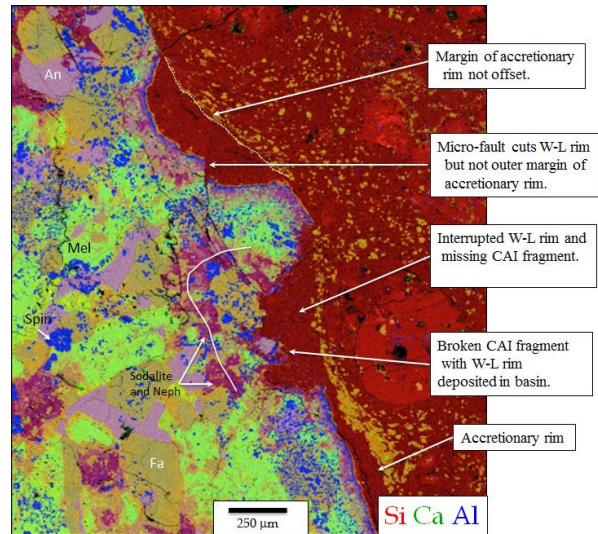 An
Margin of accretionary
rim not offset.
Micro-fault cuts W-L rim
but not outer margin of
accretionary rim.
Mel
Interrupted W-L rim and
missing CAI fragment.
Spin
Broken CAI fragment
with W-L rim
deposited in basin.
Sodalite
and Neph
Accretionary rim
Fa
250 μm
Si Ca Al